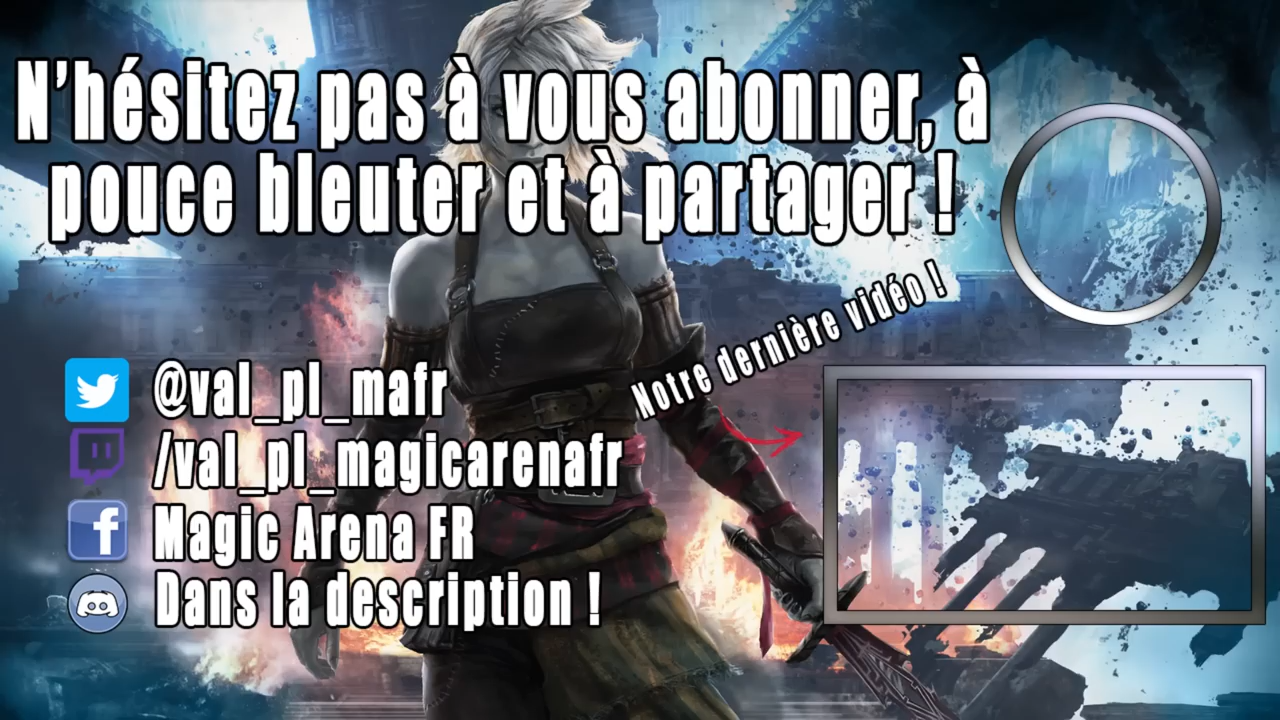 N'hésitez pas à vous abonner, à
pouce bleuter et à partager !
Notre dernière vidéo !
@val_pl_mafr
/val_pl_magicarenafr
Magic Arena FR
Dans la description !